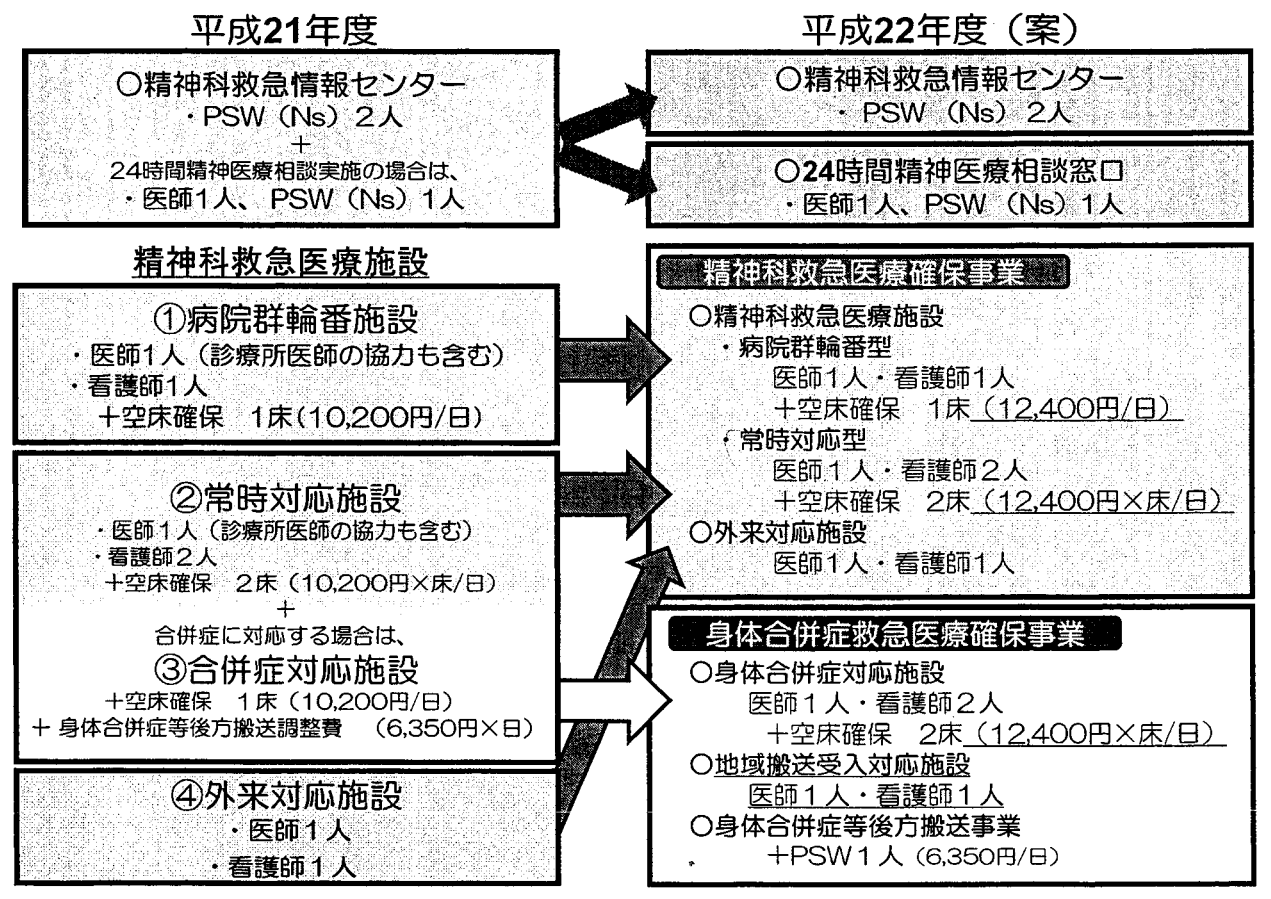 平成21年度
○精神科救急情報センター
・PSW（Ns）２人
＋
24時間精神医療相談実施の場合は、
・医師１人、PSW（Ns）１人
精神科救急医療施設
①病院群輪番施設
・医師１人（診療所医師の協力も含む）
・看護師１人
＋空床確保　１床(10,200円/日)
②常時対応施設
・医師１人（診療所医師の協力も含む）
・看護師２人
＋空床確保　２床（10,200円×床/日）
＋
合併症に対応する場合は、
③合併症対応施設
＋空床確保　１床（10,200円/日）
＋身体合併症等後方搬送調整費　（6,350円×日）
④外来対応施設
・医師１人
・看護師１人
平成22年度（案）
○精神科救急情報センター
・PSW （Ns）２人
○24時間精神医療相談窓口
・医師１人、PSW （Ns）１人
精神科救急医療確保事業
○精神科救急医療施設
・病院群輪番型
医師１人・看護師１人
＋空床確保　１床（12,400円/日）
・常時対応型
医師１人・看護師２人
＋空床確保　２床（12,400円×床/日）
○外来対応施設
医師１人・看護師１人
身体合併症救急医療確保事業
○身体合併症対応施設
医師１人・看護師２人
＋空床確保　２床（12,400円×床/日）
○地域搬送受入対応施設
医師１人・看護師１人
○身体合併症等後方搬送事業
＋PSW１人（6,350円/日）